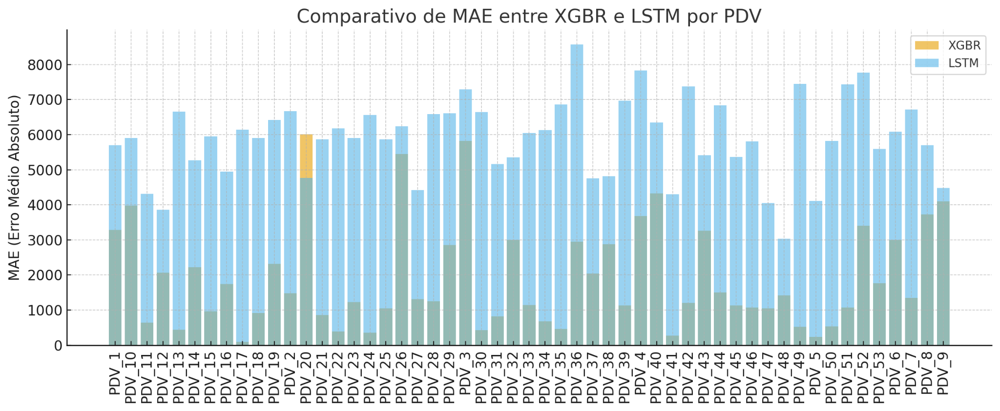 Comparativo de MAE entre XGBR e LSTM por PDV
XGBR
LSTM
MAE (Erro Médio Absoluto)
8000
7000
6000
5000
4000
3000
2000
1000
0
PDV_1
PDV_10
PDV_11
PDV_12
PDV_13
PDV_14
PDV_15
PDV_16
PDV_17
PDV_18
PDV_19
PDV_2
PDV_20
PDV_21
PDV_22
PDV_23
PDV_24
PDV_25
PDV_26
PDV_27
PDV_28
PDV_29
PDV_3
PDV_30
PDV_31
PDV_32
PDV_33
PDV_34
PDV_35
PDV_36
PDV_37
PDV_38
PDV_39
PDV_4
PDV_40
PDV_41
PDV_42
PDV_43
PDV_44
PDV_45
PDV_46
PDV_47
PDV_48
PDV_49
PDV_5
PDV_50
PDV_51
PDV_52
PDV_53
PDV_6
PDV_7
PDV_8
PDV_9